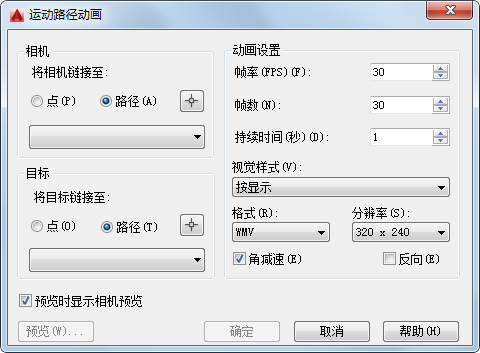 运动路径动画
相机
将相机链接至:
点(P)
路径(A)
目标
将目标链接至:
点(O)
路径(T)
动画设置
帧率(FPS)(F): 30
帧数(N): 30
持续时间(秒)(D): 1
视觉样式(V):
按显示
格式(R): 分辨率(S):
WMV 320 x 240
角减速(E) 反向(E)
预览时显示相机预览
预览(W)... 确定 取消 帮助(H)